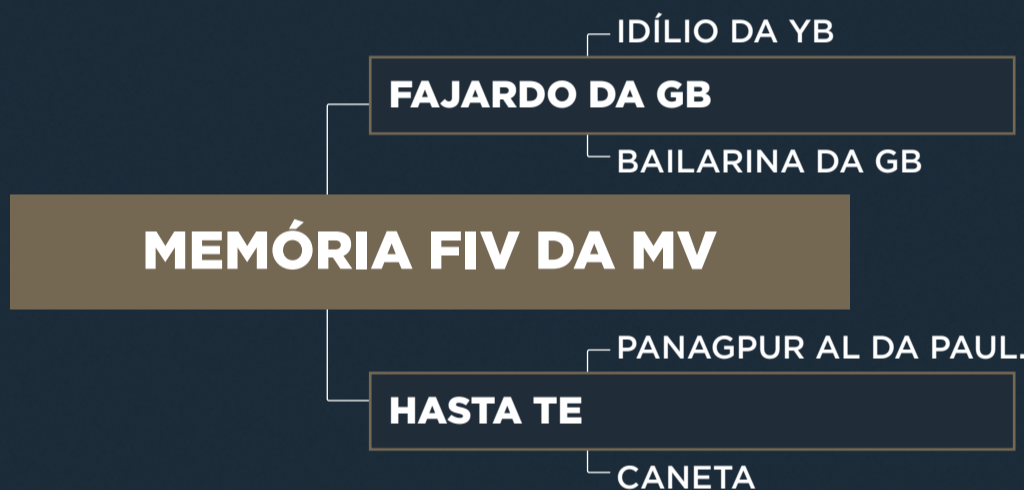 IDÍLIO DA YB
FAJARDO DA GB
BAILARINA DA GB
MEMÓRIA FIV DA MV
PANAGPUR AL DA PAUL.
HASTA TE
CANETA